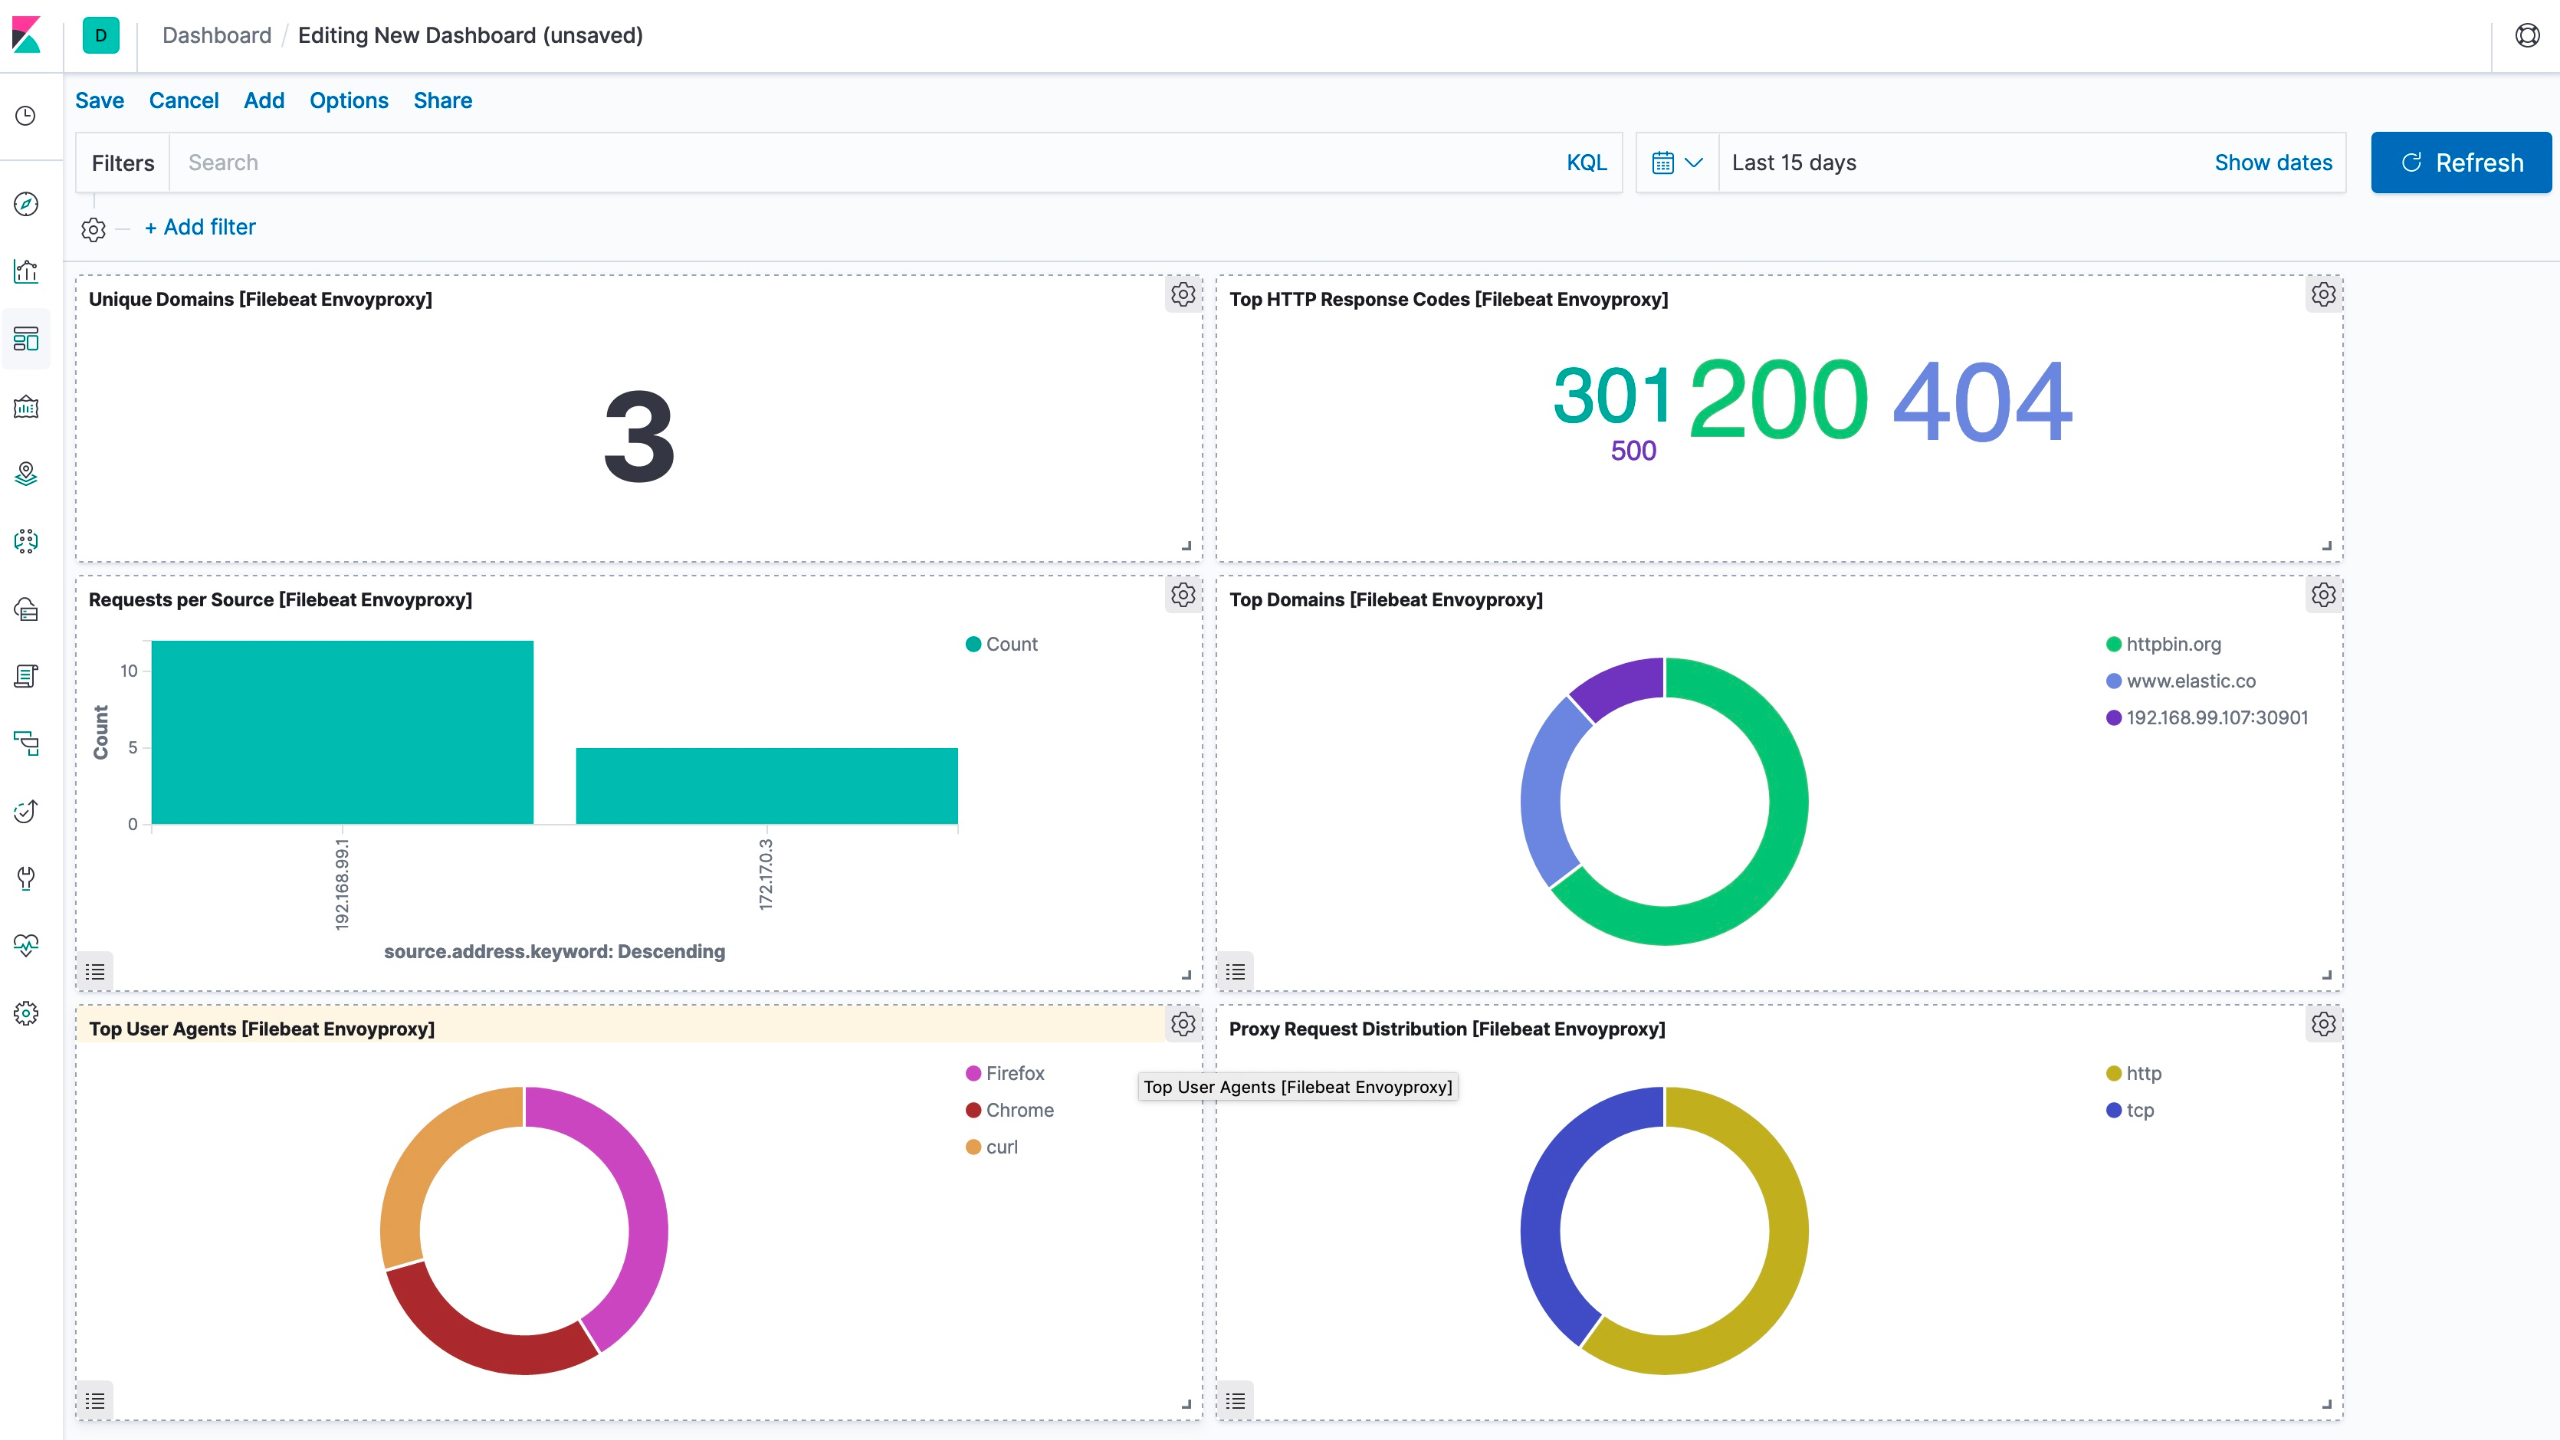 D Dashboard / Editing New Dashboard (unsaved)
Save Cancel Add Options Share
Filters Search KQL Last 15 days Show dates Refresh
+ Add filter
Unique Domains [Filebeat Envoyproxy]
3
Top HTTP Response Codes [Filebeat Envoyproxy]
301 200 404
500
Requests per Source [Filebeat Envoyproxy]
Count
10
5
0
Count
192.168.99.1
172.17.0.3
source.address.keyword: Descending
Top Domains [Filebeat Envoyproxy]
httpbin.org
www.elastic.co
192.168.99.107:30901
Top User Agents [Filebeat Envoyproxy]
Firefox
Chrome
curl
Top User Agents [Filebeat Envoyproxy]
Proxy Request Distribution [Filebeat Envoyproxy]
http
tcp